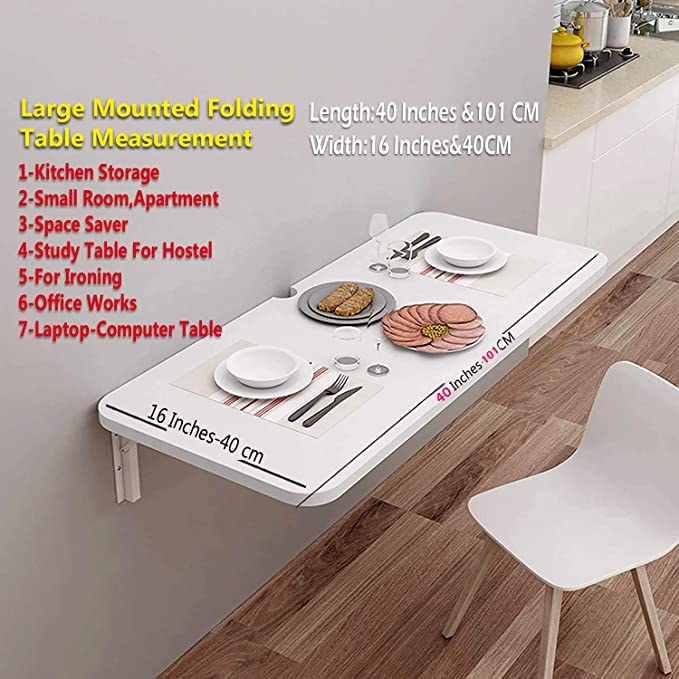 Large Mounted Folding
Table Measurement
Length:40 Inches &101 CM
Width:16 Inches&40CM
1-Kitchen Storage
2-Small Room,Apartment
3-Space Saver
4-Study Table For Hostel
5-For Ironing
6-Office Works
7-Laptop-Computer Table
40 Inches-101CM
16 Inches-40 cm